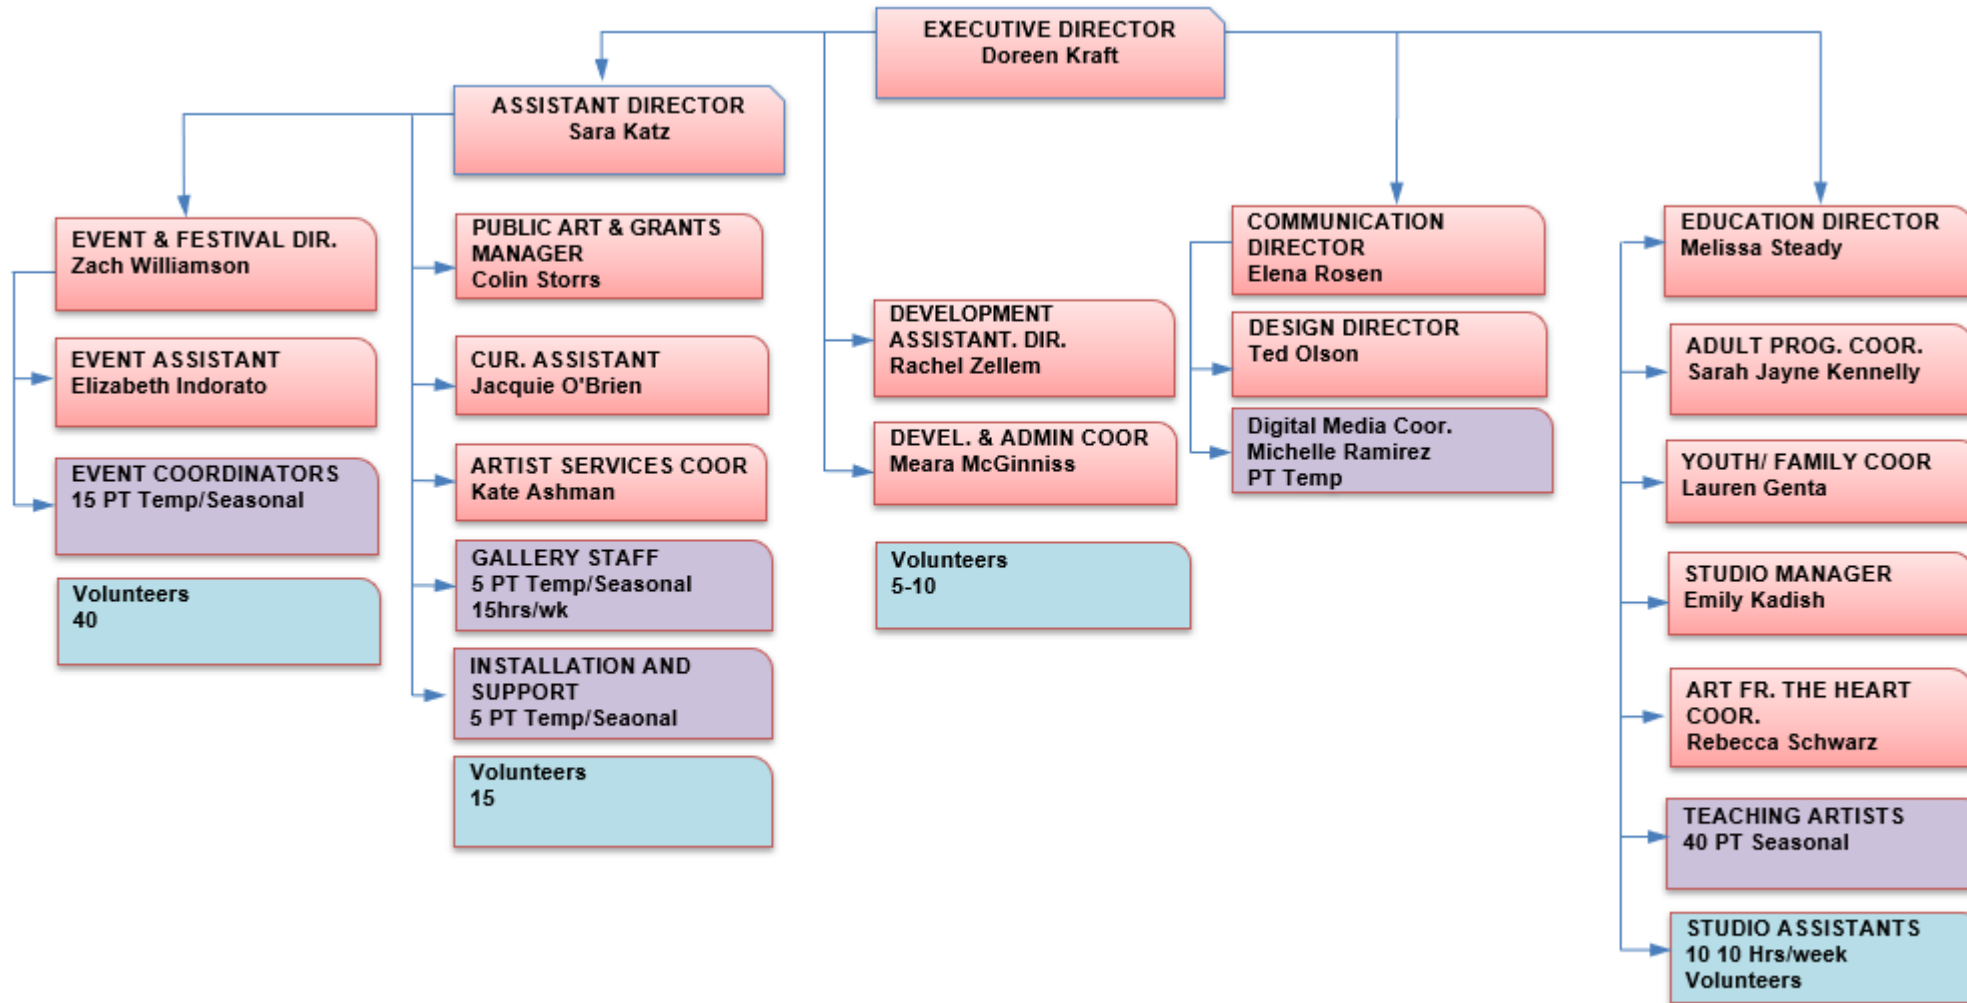 EXECUTIVE DIRECTOR
Doreen Kraft
ASSISTANT DIRECTOR
Sara Katz
EVENT & FESTIVAL DIR.
Zach Williamson
EVENT ASSISTANT
Elizabeth Indorato
EVENT COORDINATORS
15 PT Temp/Seasonal
Volunteers
40
PUBLIC ART & GRANTS
MANAGER
Colin Storrs
CUR. ASSISTANT
Jacquie O'Brien
ARTIST SERVICES COOR
Kate Ashman
GALLERY STAFF
5 PT Temp/Seasonal
15hrs/wk
INSTALLATION AND
SUPPORT
5 PT Temp/Seaonal
Volunteers
15
DEVELOPMENT
ASSISTANT. DIR.
Rachel Zellem
DEVEL. & ADMIN COOR
Meara McGinniss
Volunteers
5-10
COMMUNICATION
DIRECTOR
Elena Rosen
DESIGN DIRECTOR
Ted Olson
Digital Media Coor.
Michelle Ramirez
PT Temp
EDUCATION DIRECTOR
Melissa Steady
ADULT PROG. COOR.
Sarah Jayne Kennelly
YOUTH/ FAMILY COOR
Lauren Genta
STUDIO MANAGER
Emily Kadish
ART FR. THE HEART
COOR.
Rebecca Schwarz
TEACHING ARTISTS
40 PT Seasonal
STUDIO ASSISTANTS
10 10 Hrs/week
Volunteers